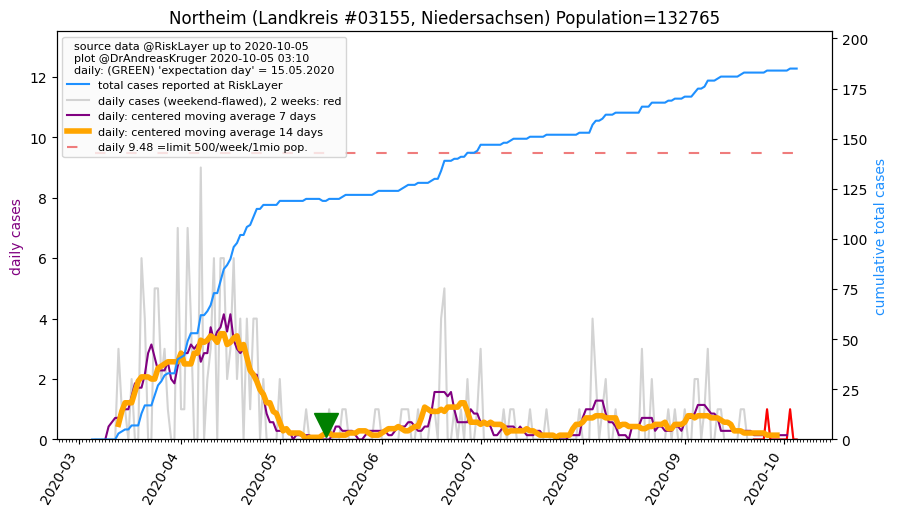 Northeim (Landkreis #03155, Niedersachsen) Population=132765
source data @RiskLayer up to 2020-10-05
plot @DrAndreasKruger 2020-10-05 03:10
daily: (GREEN) 'expectation day' = 15.05.2020
total cases reported at RiskLayer
daily cases (weekend-flawed), 2 weeks: red
daily: centered moving average 7 days
daily: centered moving average 14 days
daily 9.48 =limit 500/week/1mio pop.
daily cases
12
10
8
6
4
2
0
cumulative total cases
200
175
150
125
100
75
50
25
0
2020-03
2020-04
2020-05
2020-06
2020-07
2020-08
2020-09
2020-10